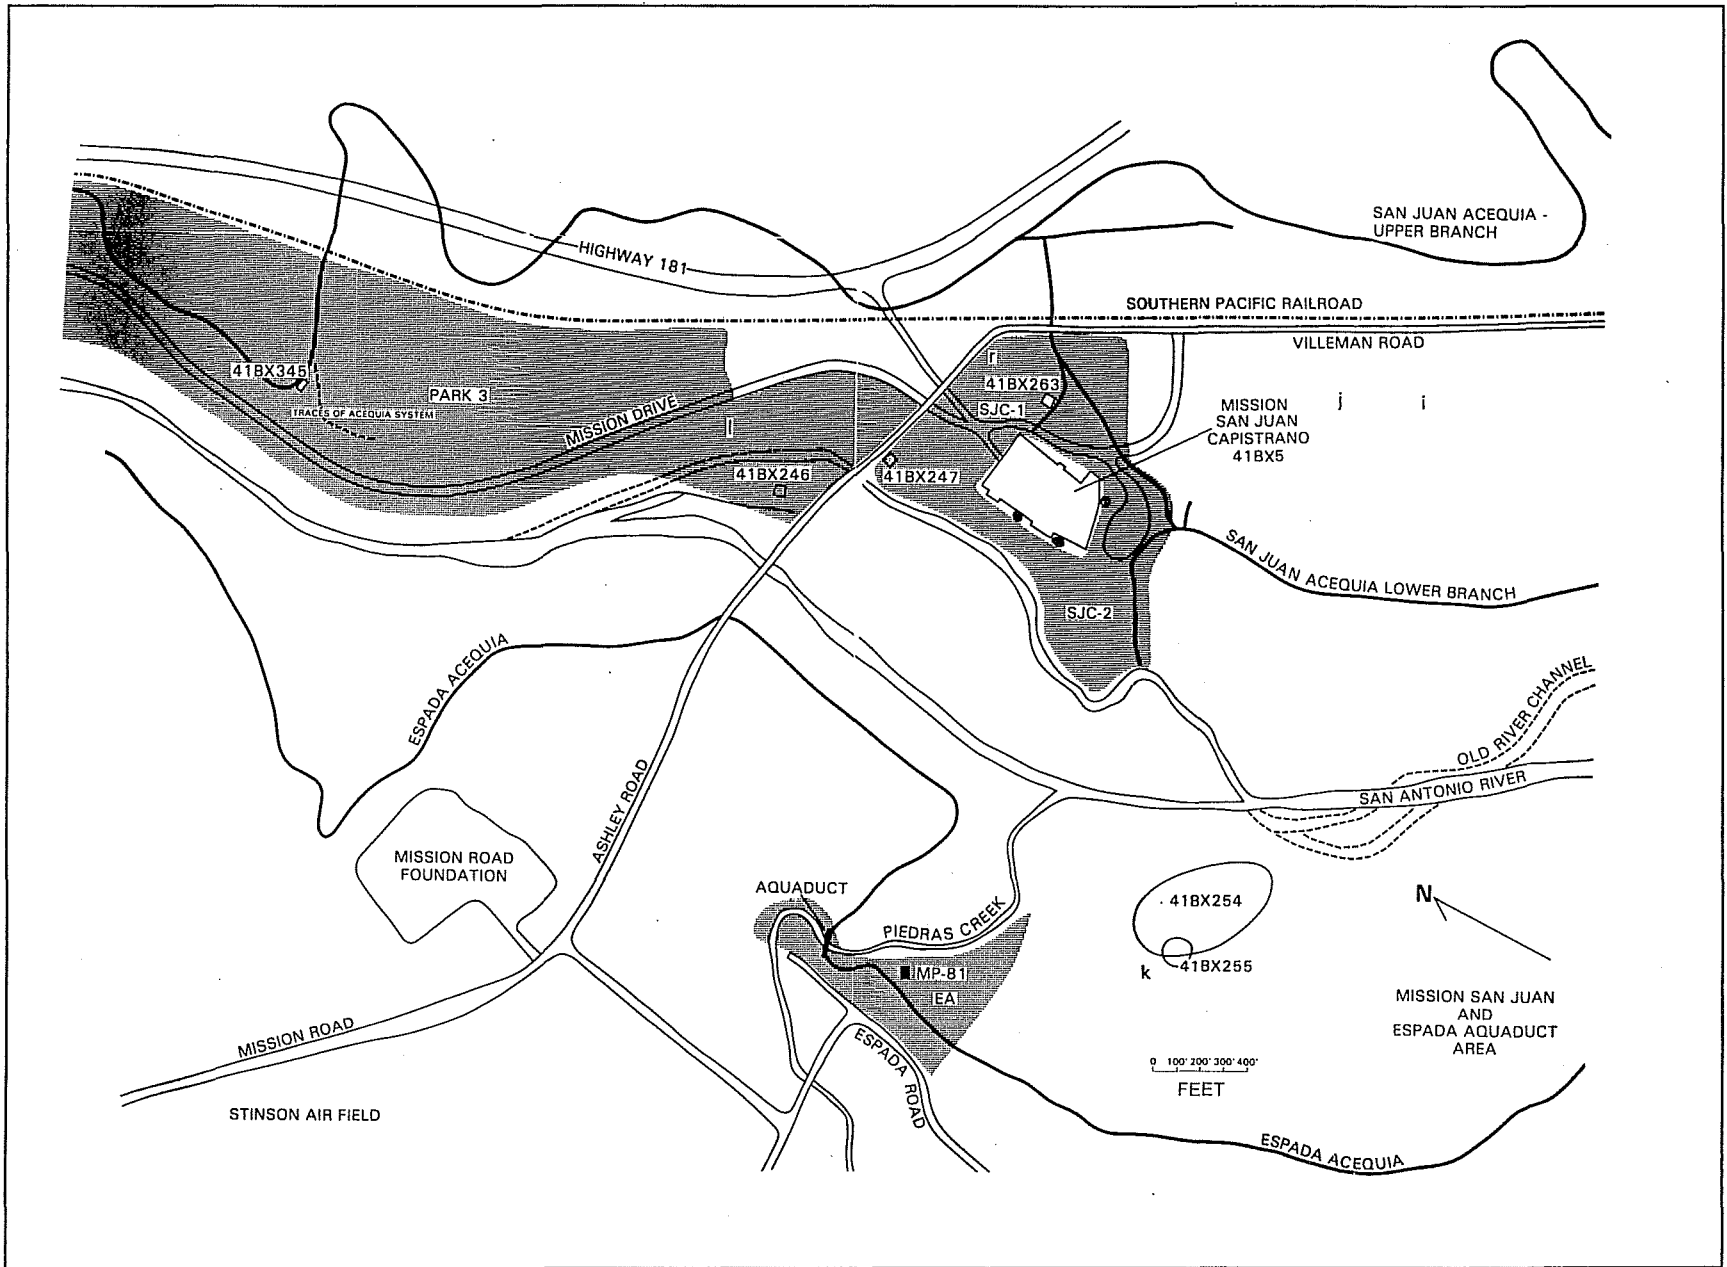 SAN JUAN ACEQUIA -
UPPER BRANCH
HIGHWAY 181
SOUTHERN PACIFIC RAILROAD
VILLEMAN ROAD
41BX345
PARK 3
TRACES OF ACEQUIA SYSTEM
MISSION DRIVE
l
r
41BX263
SJC-1
MISSION
SAN JUAN
CAPISTRANO
41BX5
j
i
41BX246
41BX247
SAN JUAN ACEQUIA LOWER BRANCH
SJC-2
ESPADA ACEQUIA
OLD RIVER CHANNEL
SAN ANTONIO RIVER
ASHLEY ROAD
MISSION ROAD
FOUNDATION
AQUADUCT
PIEDRAS CREEK
41BX254
41BX255
k
N
MP-81
EA
MISSION ROAD
ESPADA ROAD
MISSION SAN JUAN
AND
ESPADA AQUADUCT
AREA
0 100' 200' 300' 400'
FEET
STINSON AIR FIELD
ESPADA ACEQUIA